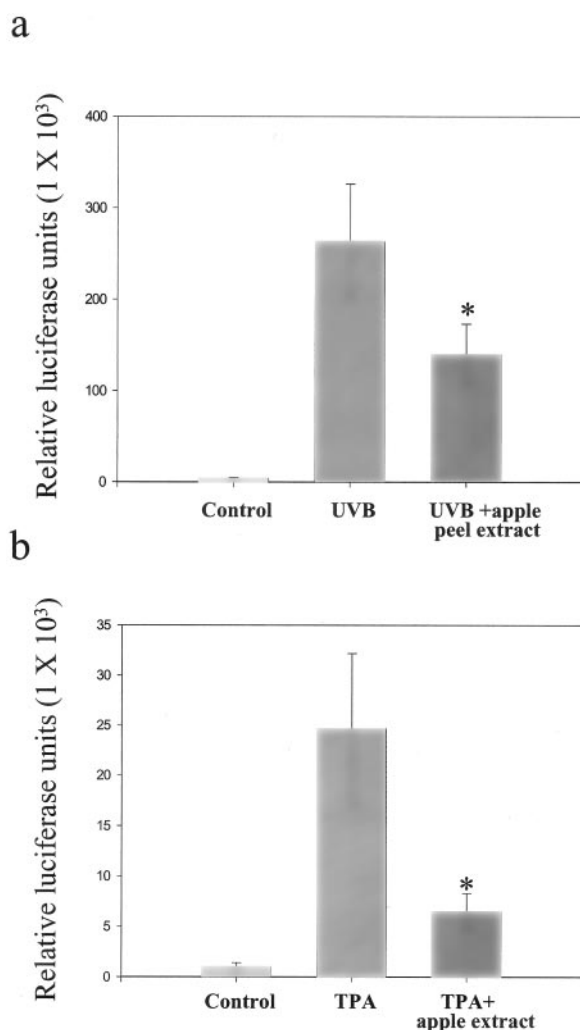 a
Relative luciferase units (1 X 10³)
400
300
200
100
0
*
Control
UVB
UVB +apple
peel extract
b
Relative luciferase units (1 X 10³)
35
30
25
20
15
10
5
0
*
Control
TPA
TPA+
apple extract